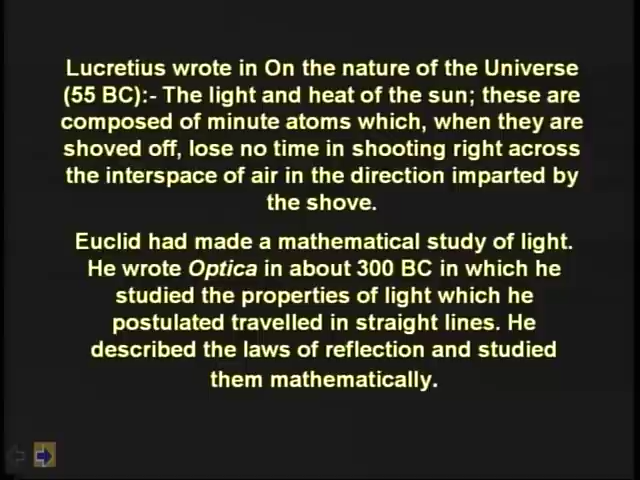 Lucretius wrote in On the nature of the Universe
(55 BC):- The light and heat of the sun; these are
composed of minute atoms which, when they are
shoved off, lose no time in shooting right across
the interspace of air in the direction imparted by
the shove.
Euclid had made a mathematical study of light.
He wrote Optica in about 300 BC in which he
studied the properties of light which he
postulated travelled in straight lines. He
described the laws of reflection and studied
them mathematically.